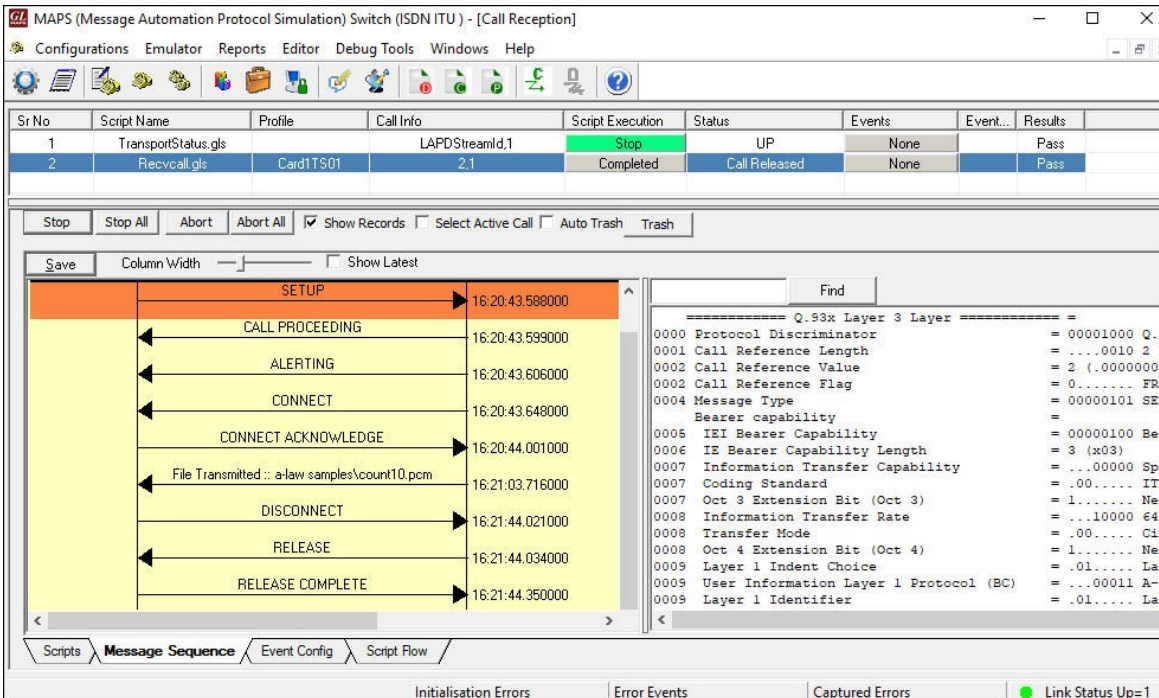 GL MAPS MAPS (Message Automation Protocol Simulation) Switch (ISDN ITU ) - [Call Reception]
Configurations Emulator Reports Editor Debug Tools Windows Help
Sr No Script Name Profile Call Info Script Execution Status Events Event... Results
1 TransportStatus.gls LAPDStreamId,1 Stop UP None Pass
2 Recvcall.gls Card1TS01 2,1 Completed Call Released None Pass
Stop Stop All Abort Abort All Show Records Select Active Call Auto Trash Trash
Save Column Width Show Latest
SETUP
16:20:43.588000
CALL PROCEEDING
16:20:43.599000
ALERTING
16:20:43.606000
CONNECT
16:20:43.648000
CONNECT ACKNOWLEDGE
16:20:44.001000
File Transmitted :: a-law samples\count10.pcm
16:21:03.716000
DISCONNECT
16:21:44.021000
RELEASE
16:21:44.034000
RELEASE COMPLETE
16:21:44.350000
Find
============ Q.93x Layer 3 Layer ============ =
0000 Protocol Discriminator = 00001000 Q.
0001 Call Reference Length = ....0010 2
0002 Call Reference Value = 2 (.0000000
0002 Call Reference Flag = 0....... FR
0004 Message Type = 00000101 SE
Bearer capability =
0005 IEI Bearer Capability = 00000100 Be
0006 IE Bearer Capability Length = 3 (x03)
0007 Information Transfer Capability = ...00000 Sp
0007 Coding Standard = .00..... IT
0007 Oct 3 Extension Bit (Oct 3) = 1....... Ne
0008 Information Transfer Rate = ...10000 64
0008 Transfer Mode = .00..... Ci
0008 Oct 4 Extension Bit (Oct 4) = 1....... Ne
0009 Layer 1 Indent Choice = .01..... La
0009 User Information Layer 1 Protocol (BC) = ...00011 A-
0009 Layer 1 Identifier = .01..... La
Scripts Message Sequence Event Config Script Flow
Initialisation Errors Error Events Captured Errors Link Status Up=1